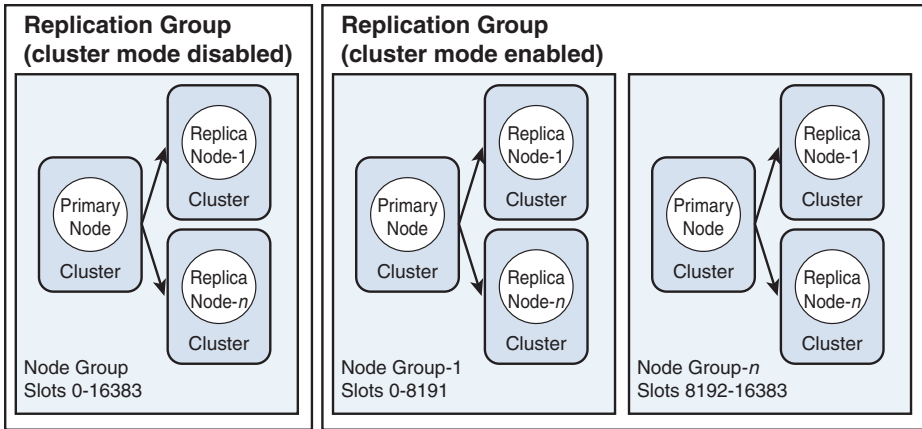 Replication Group
(cluster mode disabled)
Replica
Node-1
Cluster
Primary
Node
Cluster
Replica
Node-n
Cluster
Node Group
Slots 0-16383
Replication Group
(cluster mode enabled)
Replica
Node-1
Cluster
Primary
Node
Cluster
Replica
Node-n
Cluster
Node Group-1
Slots 0-8191
Replica
Node-1
Cluster
Primary
Node
Cluster
Replica
Node-n
Cluster
Node Group-n
Slots 8192-16383